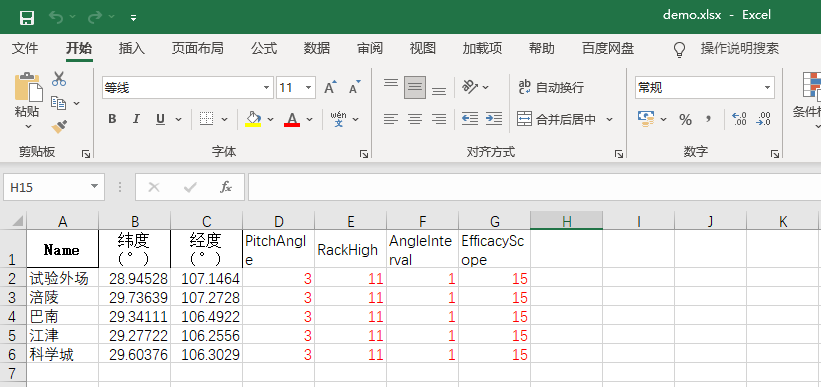 demo.xlsx - Excel
文件 开始 插入 页面布局 公式 数据 审阅 视图 加载项 帮助 百度网盘 操作说明搜索
粘贴
剪贴板
等线 11 A A
B I U A wén 文
字体
ab c 自动换行
合并后居中
对齐方式
常规
% , .00 .0 .00
数字
条件
H15 fx
A B C D E F G H I J K
1 Name 纬度 (°) 经度 (°) PitchAngle RackHigh AngleInterval EfficacyScope
2 试验外场 28.94528 107.1464 3 11 1 15
3 涪陵 29.73639 107.2728 3 11 1 15
4 巴南 29.34111 106.4922 3 11 1 15
5 江津 29.27722 106.2556 3 11 1 15
6 科学城 29.60376 106.3029 3 11 1 15
7